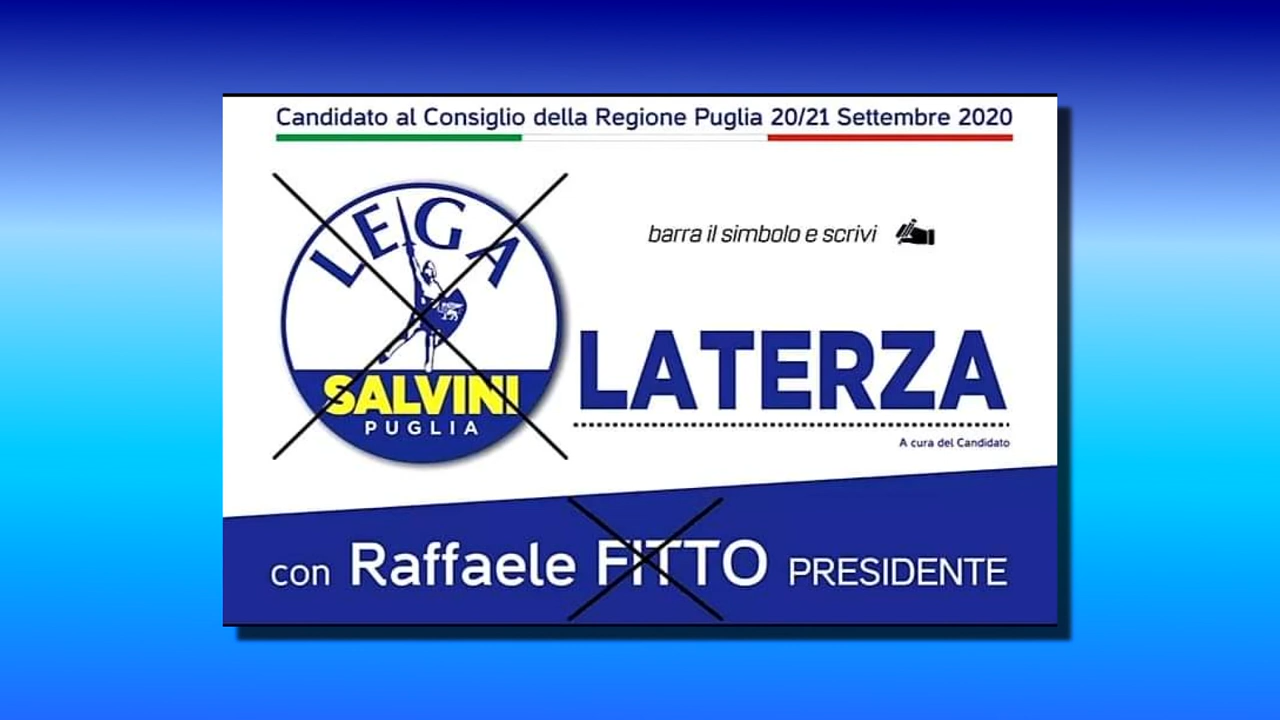 Candidato al Consiglio della Regione Puglia 20/21 Settembre 2020
LEGA
SALVINI
PUGLIA
barra il simbolo e scrivi
LATERZA
A cura del Candidato
con Raffaele FITTO PRESIDENTE